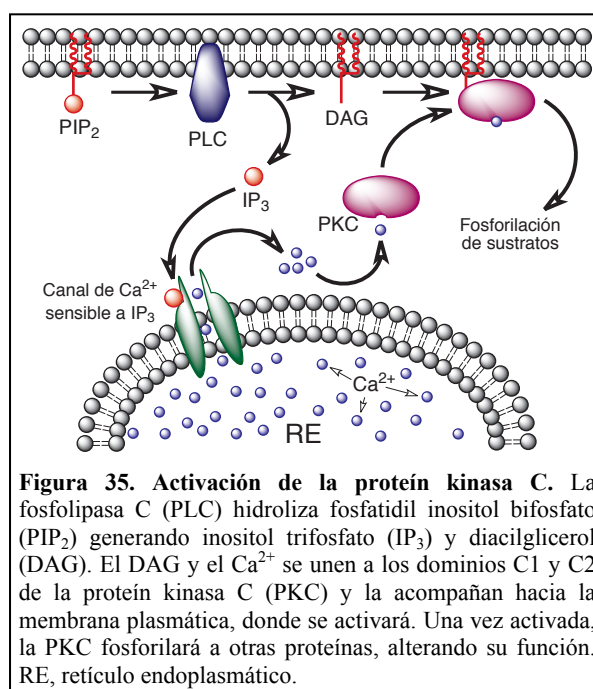 PIP₂
PLC
DAG
IP₃
PKC
Fosforilación
de sustratos
Canal de Ca²⁺
sensible a IP₃
Ca²⁺
RE
Figura 35. Activación de la proteín kinasa C. La
fosfolipasa C (PLC) hidroliza fosfatidil inositol bifosfato
(PIP₂) generando inositol trifosfato (IP₃) y diacilglicerol
(DAG). El DAG y el Ca²⁺ se unen a los dominios C1 y C2
de la proteín kinasa C (PKC) y la acompañan hacia la
membrana plasmática, donde se activará. Una vez activada,
la PKC fosforilará a otras proteínas, alterando su función.
RE, retículo endoplasmático.